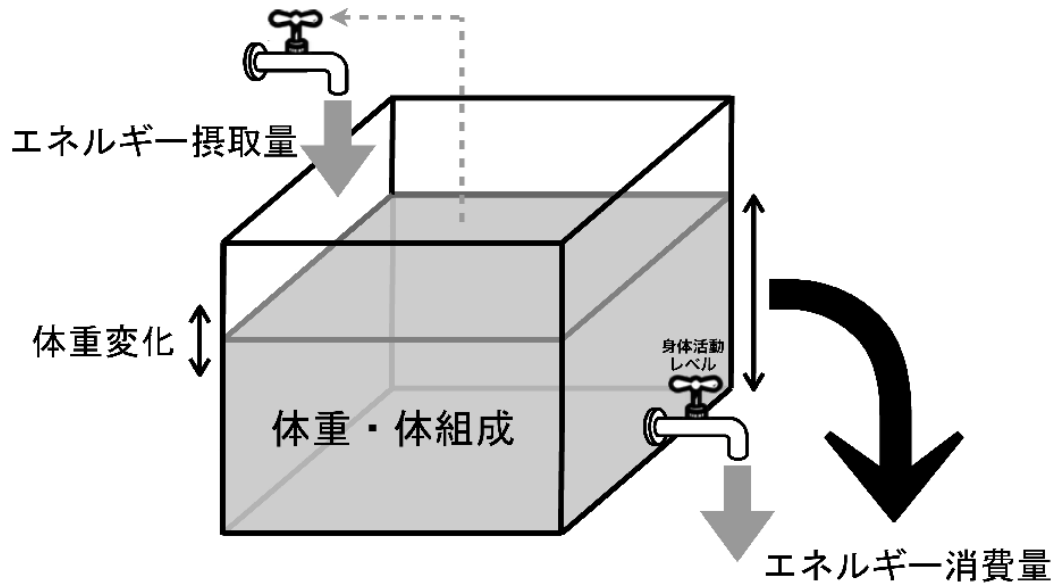 エネルギー摂取量
体重変化
身体活動
レベル
体重・体組成
エネルギー消費量